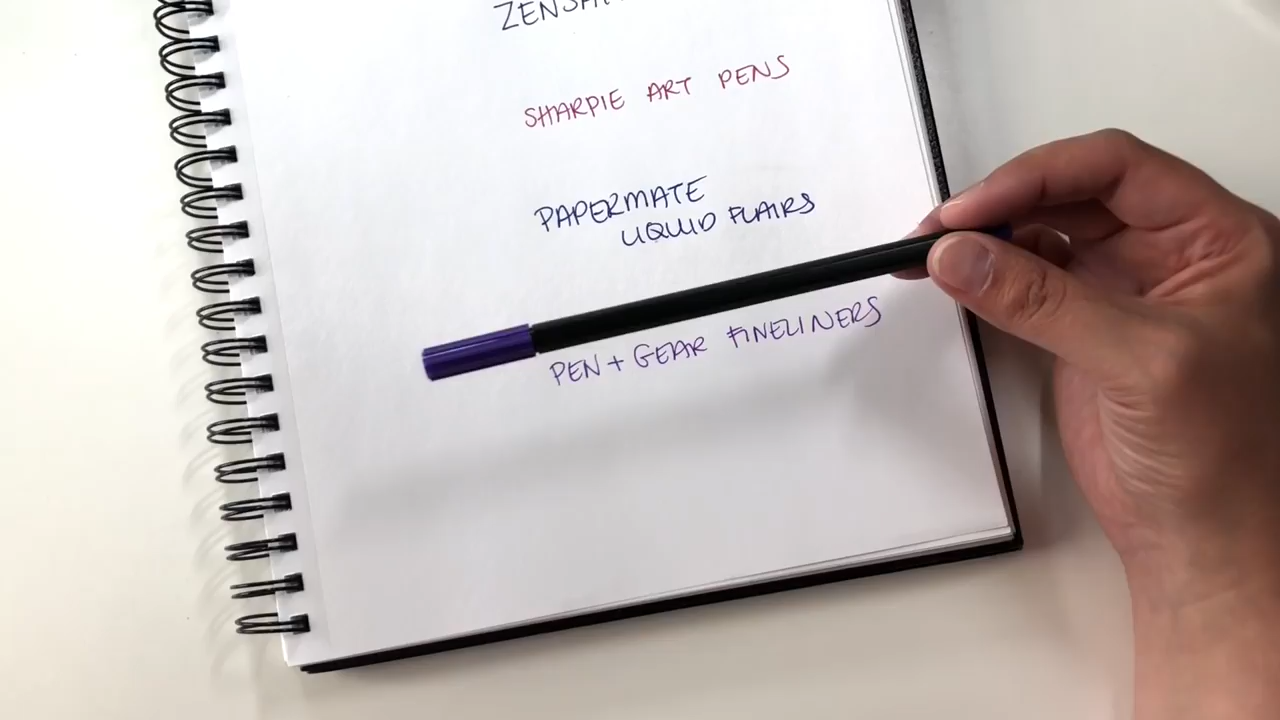 SHARPIE ART PENS
PAPERMATE
LIQUID FLAIRS
PEN + GEAR FINELINERS